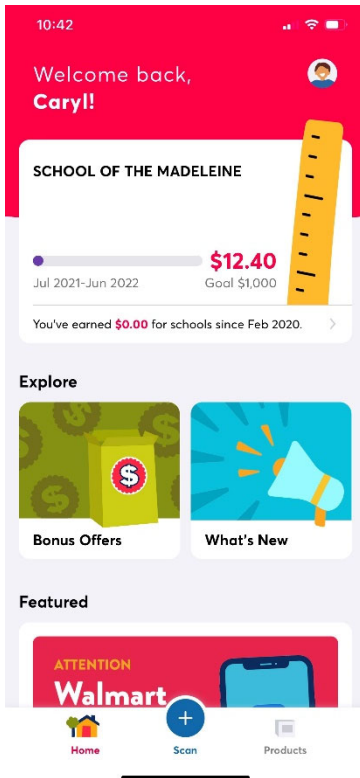 10:42
Welcome back,
Caryl!
SCHOOL OF THE MADELEINE
$12.40
Jul 2021-Jun 2022 Goal $1,000
You've earned $0.00 for schools since Feb 2020.
Explore
$ $
Bonus Offers What's New
Featured
ATTENTION
Walmart
Home Scan Products